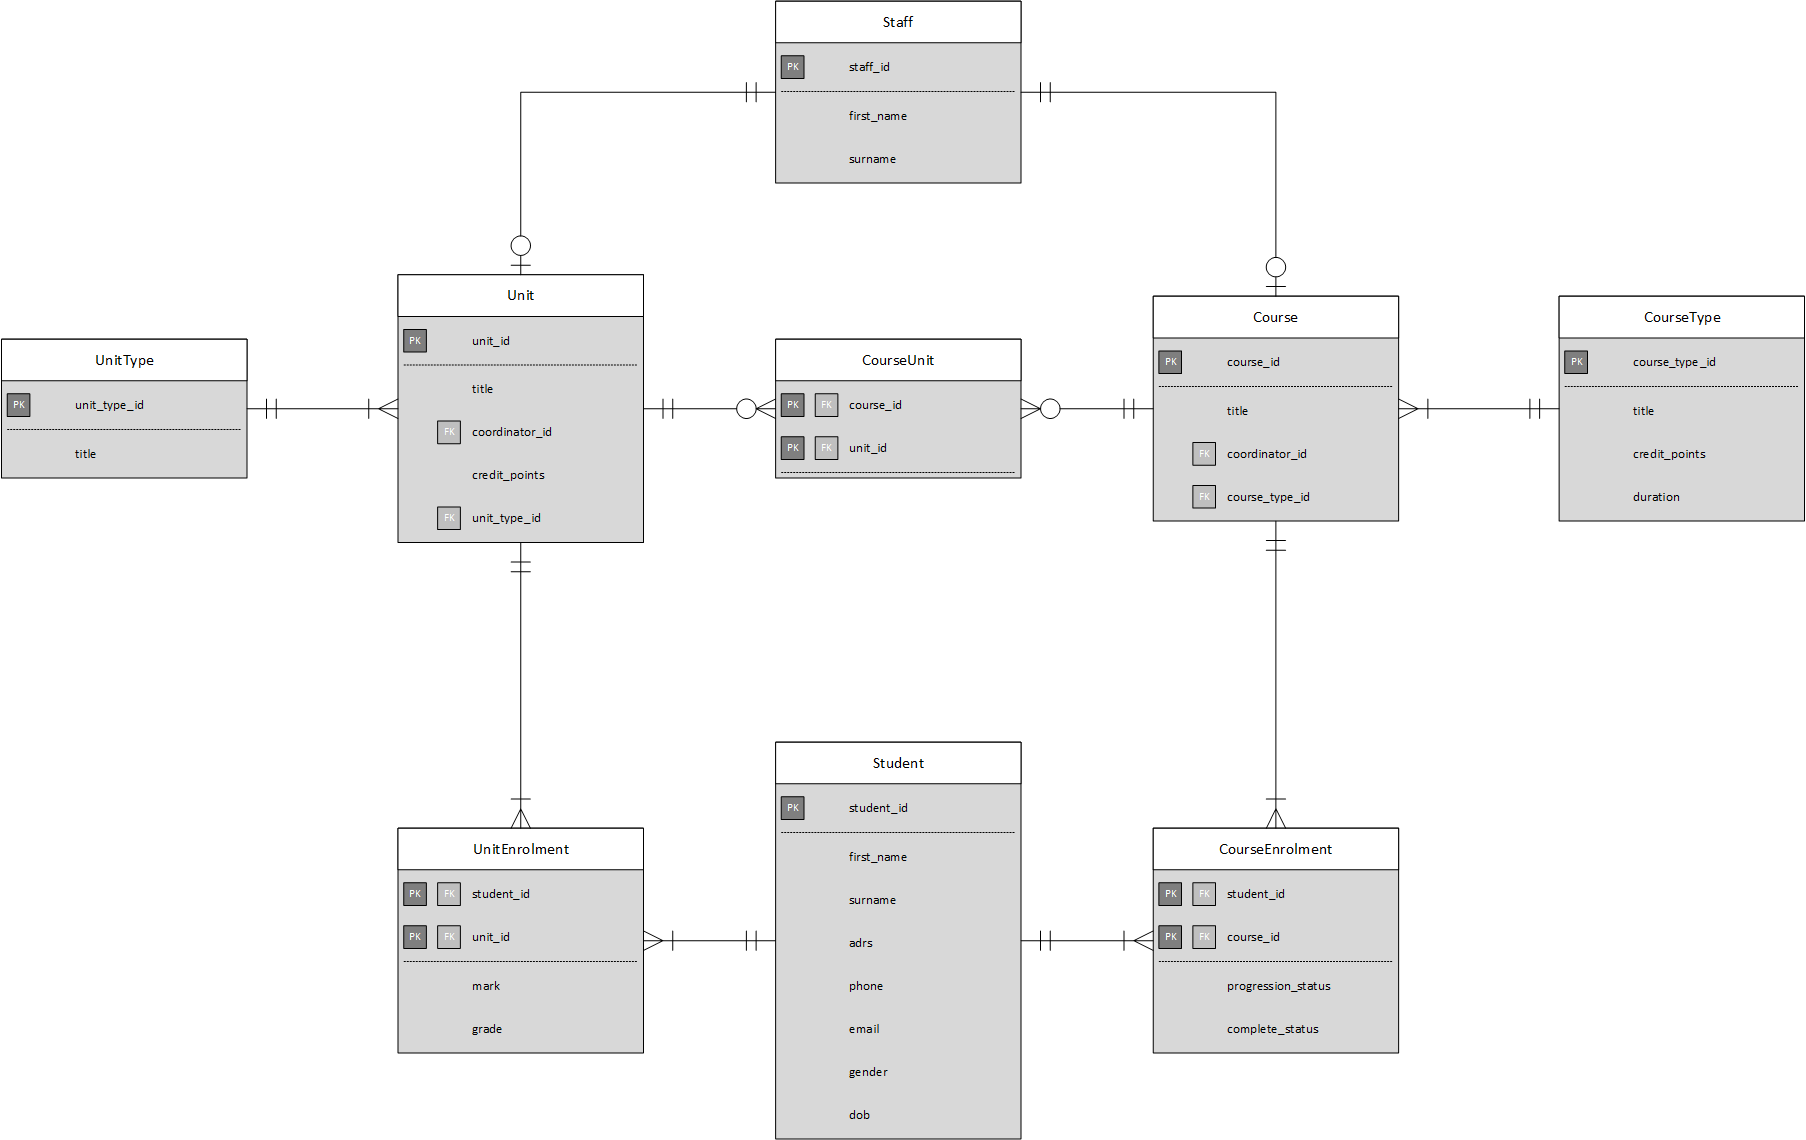 Staff
PK staff_id
first_name
surname
Unit
PK unit_id
title
FK coordinator_id
credit_points
FK unit_type_id
UnitType
PK unit_type_id
title
CourseUnit
PK FK course_id
PK FK unit_id
Course
PK course_id
title
FK coordinator_id
FK course_type_id
CourseType
PK course_type_id
title
credit_points
duration
UnitEnrolment
PK FK student_id
PK FK unit_id
mark
grade
Student
PK student_id
first_name
surname
adrs
phone
email
gender
dob
CourseEnrolment
PK FK student_id
PK FK course_id
progression_status
complete_status